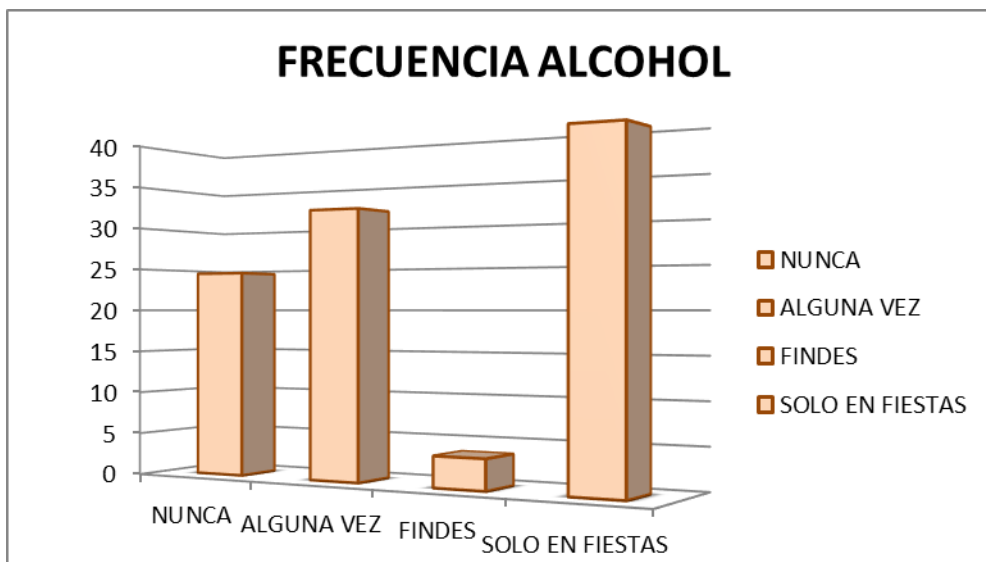 FRECUENCIA ALCOHOL
40
35
30
25
20
15
10
5
0
NUNCA
ALGUNA VEZ
FINDES
SOLO EN FIESTAS
NUNCA
ALGUNA VEZ
FINDES
SOLO EN FIESTAS